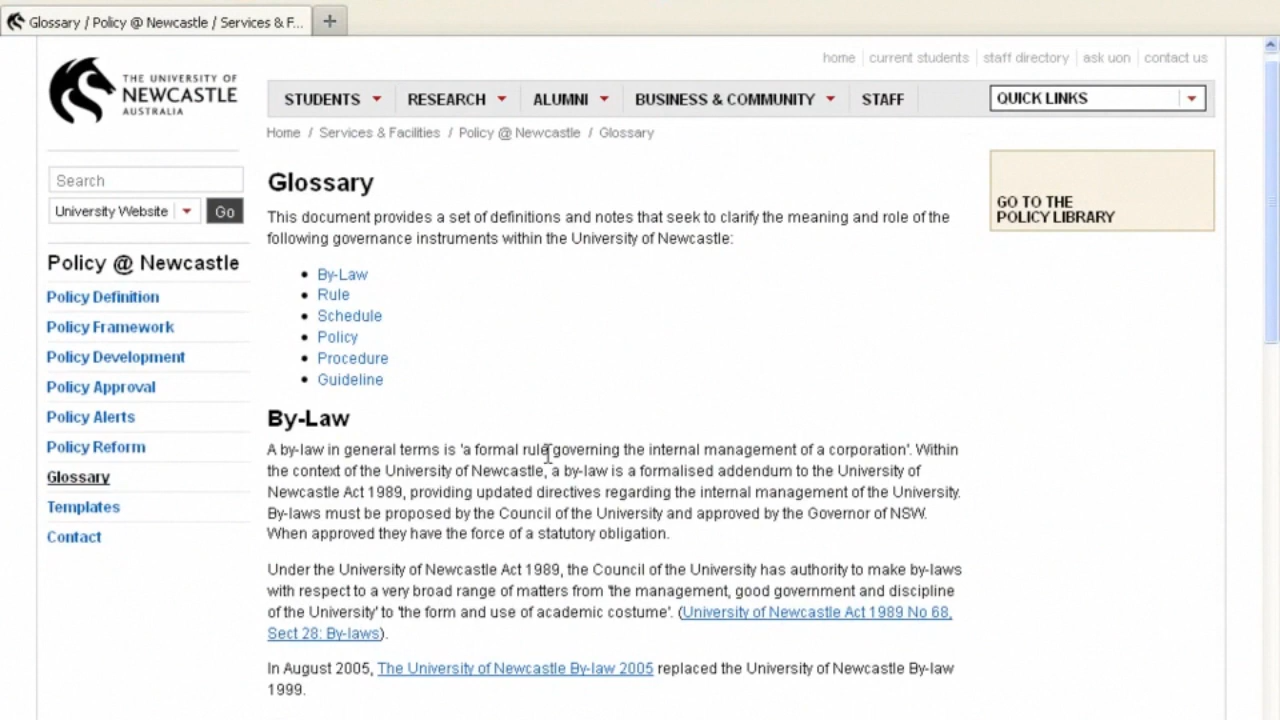 Glossary / Policy @ Newcastle / Services & F...
home current students staff directory ask uon contact us
THE UNIVERSITY OF
NEWCASTLE
AUSTRALIA
STUDENTS RESEARCH ALUMNI BUSINESS & COMMUNITY STAFF QUICK LINKS
Home / Services & Facilities / Policy @ Newcastle / Glossary
Search
University Website Go
Policy @ Newcastle
Policy Definition
Policy Framework
Policy Development
Policy Approval
Policy Alerts
Policy Reform
Glossary
Templates
Contact
Glossary
This document provides a set of definitions and notes that seek to clarify the meaning and role of the
following governance instruments within the University of Newcastle:
By-Law
Rule
Schedule
Policy
Procedure
Guideline
By-Law
A by-law in general terms is 'a formal rule governing the internal management of a corporation'. Within
the context of the University of Newcastle, a by-law is a formalised addendum to the University of
Newcastle Act 1989, providing updated directives regarding the internal management of the University.
By-laws must be proposed by the Council of the University and approved by the Governor of NSW.
When approved they have the force of a statutory obligation.
Under the University of Newcastle Act 1989, the Council of the University has authority to make by-laws
with respect to a very broad range of matters from 'the management, good government and discipline
of the University' to 'the form and use of academic costume'. (University of Newcastle Act 1989 No 68,
Sect 28: By-laws).
In August 2005, The University of Newcastle By-law 2005 replaced the University of Newcastle By-law
1999.
GO TO THE
POLICY LIBRARY